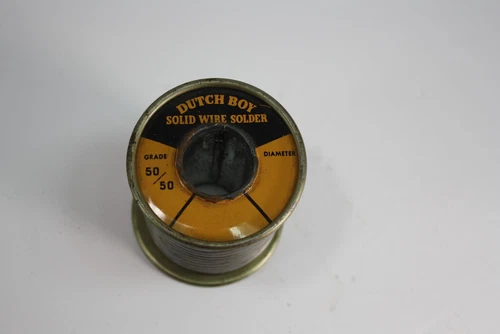 DUTCH BOY
SOLID WIRE SOLDER
GRADE
50/50
DIAMETER